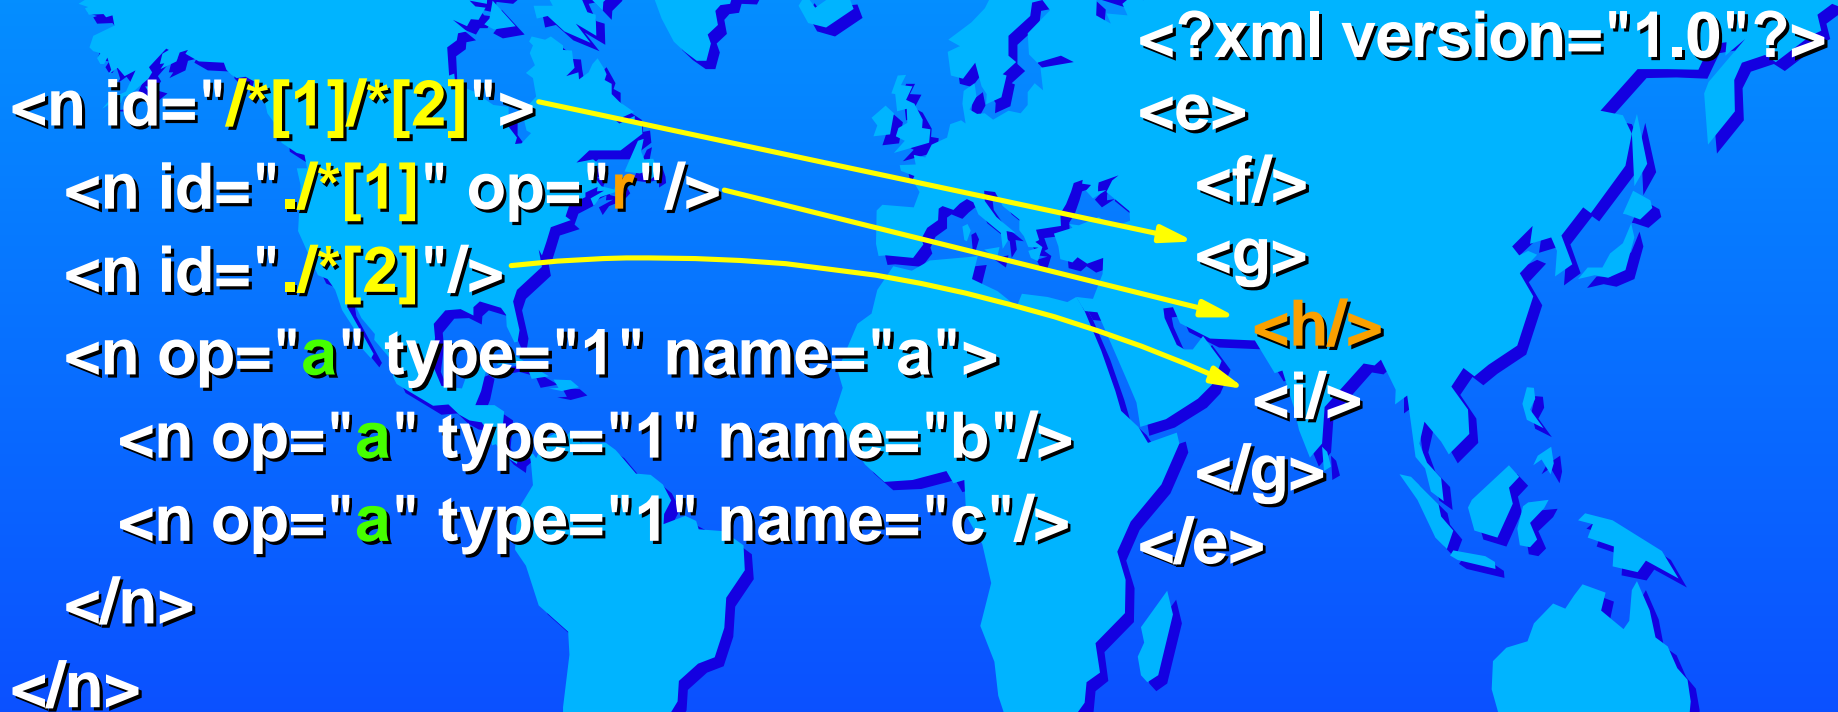 <n id="/*[1]/*[2]">
<n id="./*[1]" op="r"/>
<n id="./*[2]"/>
<n op="a" type="1" name="a">
<n op="a" type="1" name="b"/>
<n op="a" type="1" name="c"/>
</n>
</n>
<?xml version="1.0"?>
<e>
<f/>
<g>
<h/>
<i/>
</g>
</e>